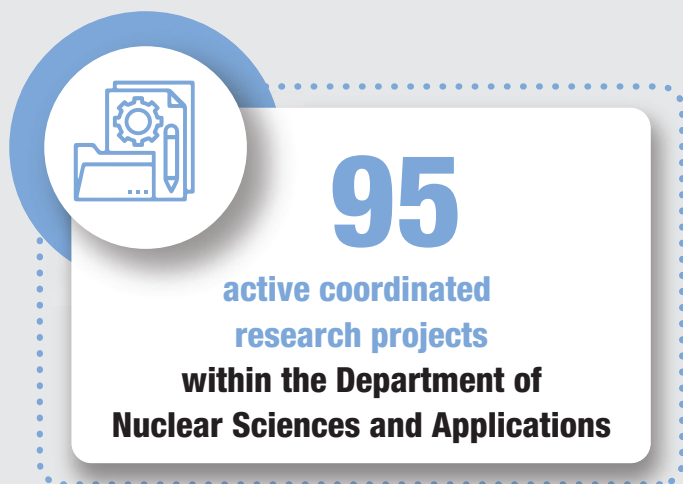 95
active coordinated
research projects
within the Department of
Nuclear Sciences and Applications